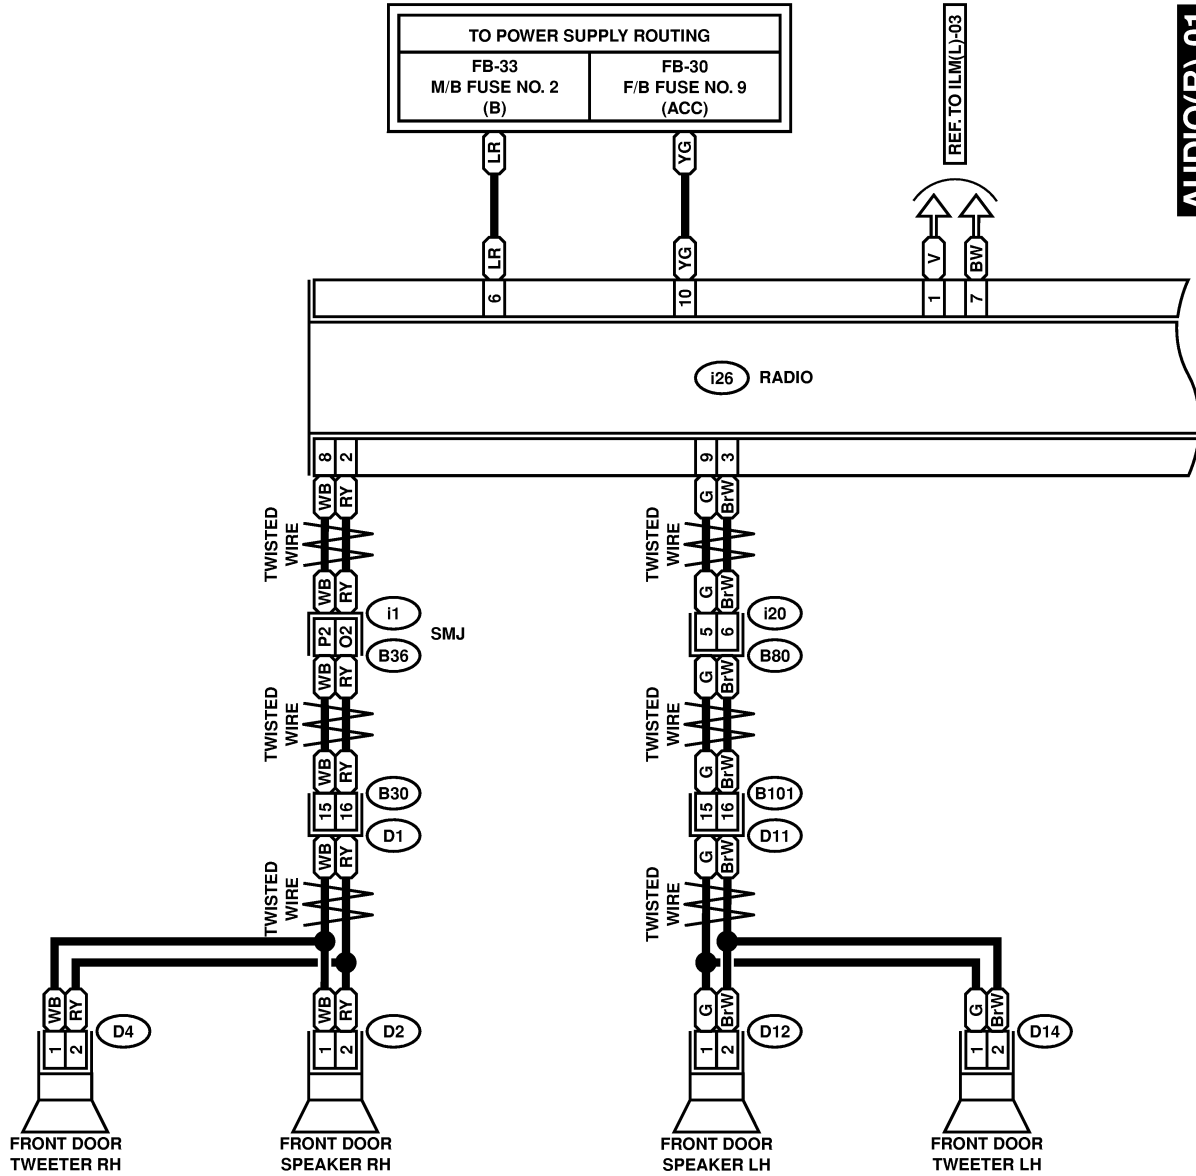 TO POWER SUPPLY ROUTING
FB-33
M/B FUSE NO. 2
(B)
FB-30
F/B FUSE NO. 9
(ACC)
REF. TO ILM(L)-03
LR
YG
LR
YG
V
BW
6
10
1
7
i26
RADIO
8
2
9
3
WB
RY
G
BrW
TWISTED
WIRE
TWISTED
WIRE
WB
RY
G
BrW
P2
O2
i1
B36
SMJ
5
6
i20
B80
WB
RY
G
BrW
TWISTED
WIRE
TWISTED
WIRE
WB
RY
G
BrW
15
16
B30
D1
15
16
B101
D11
WB
RY
G
BrW
TWISTED
WIRE
TWISTED
WIRE
WB
RY
WB
RY
G
BrW
G
BrW
1
2
D4
1
2
D2
1
2
D12
1
2
D14
FRONT DOOR
TWEETER RH
FRONT DOOR
SPEAKER RH
FRONT DOOR
SPEAKER LH
FRONT DOOR
TWEETER LH